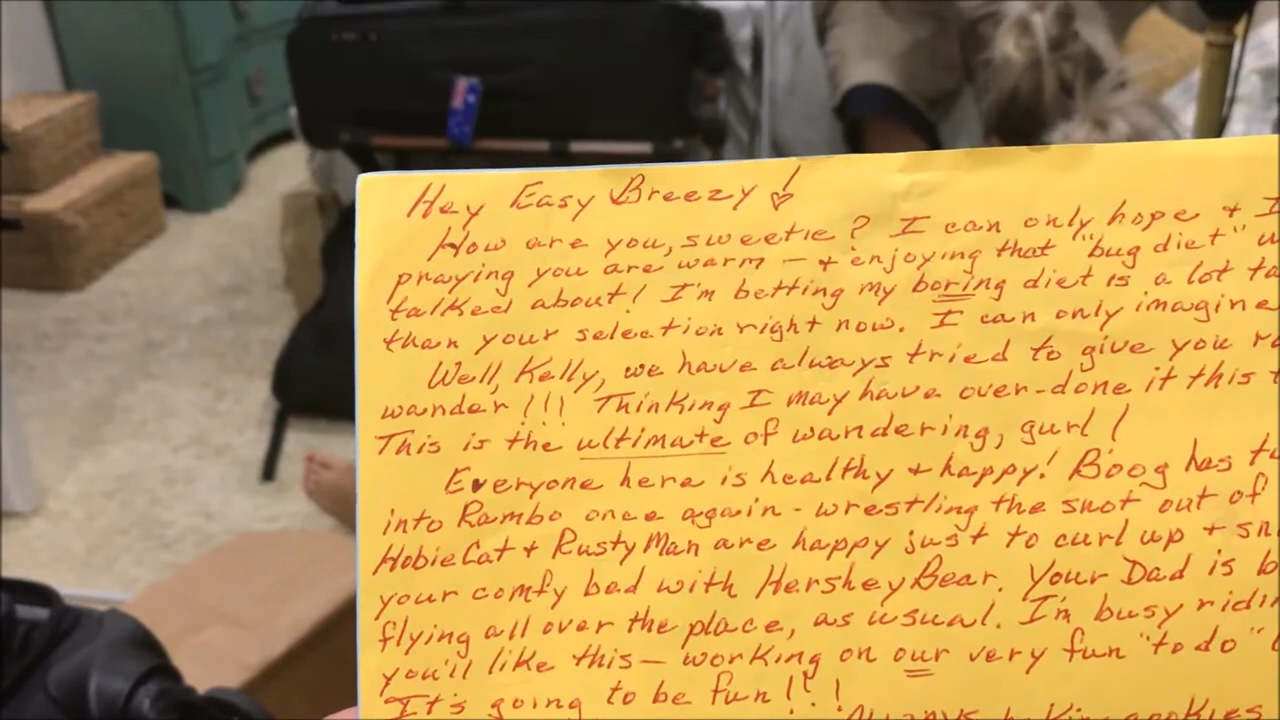 Hey Easy Breezy!
How are you, sweetie? I can only hope + I
praying you are warm — + enjoying that "bug diet"
talked about! I'm betting my boring diet is a lot
than your selection right now. I can only imagine
Well, Kelly, we have always tried to give you
wander!!! Thinking I may have over-done it this
This is the ultimate of wandering, gurl!
Everyone here is healthy + happy! Boog has
into Rambo once again - wrestling the snot out of
HobieCat + RustyMan are happy just to curl up +
your comfy bed with HersheyBear. Your Dad is
flying all over the place, as usual. I'm busy
you'll like this — working on our very fun "to do"
It's going to be fun!!!
Always